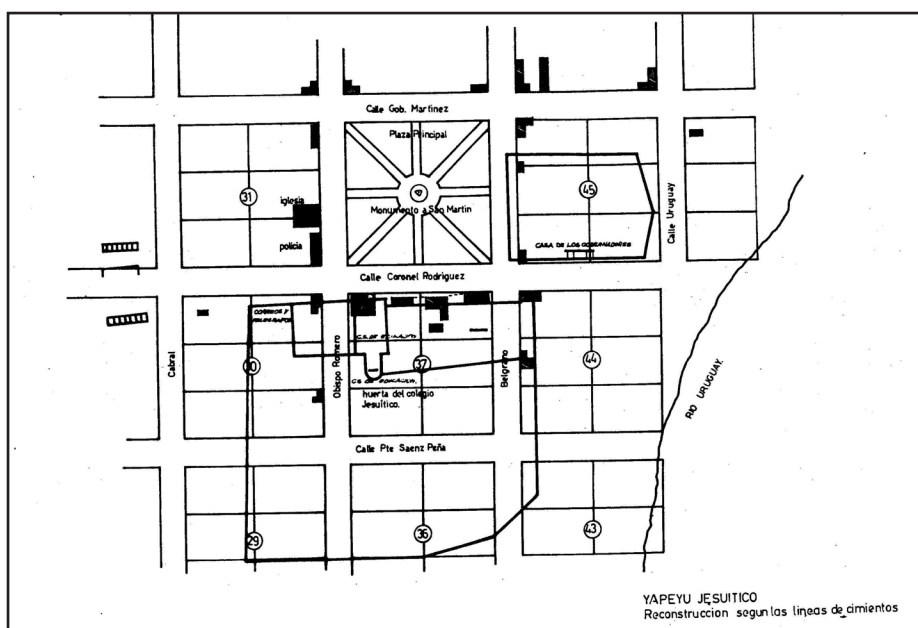 Calle Gob. Martinez
Plaza Principal
31
iglesia
policia
Monumento a San Martin
45
CASA DE LOS GOBERNADORES
Calle Uruguay
Calle Coronel Rodriguez
CORREOS Y
Cabral
30
Obispo Romero
37
huerta del colegio
Jesuítico.
Belgrano
44
RIO URUGUAY.
Calle Pte Saenz Peña
29
36
43
YAPEYU JESUITICO
Reconstruccion segun las lineas de cimientos